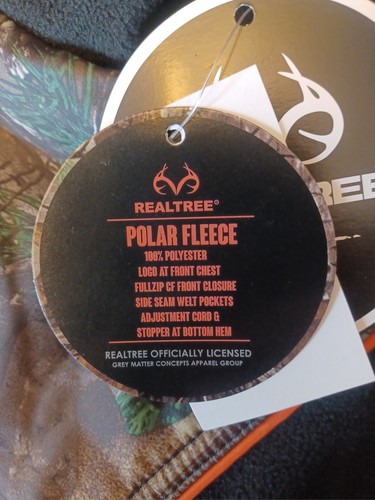 REALTREE®
POLAR FLEECE
100% POLYESTER
LOGO AT FRONT CHEST
FULLZIP CF FRONT CLOSURE
SIDE SEAM WELT POCKETS
ADJUSTMENT CORD &
STOPPER AT BOTTOM HEM
REALTREE OFFICIALLY LICENSED
GREY MATTER CONCEPTS APPAREL GROUP
REE